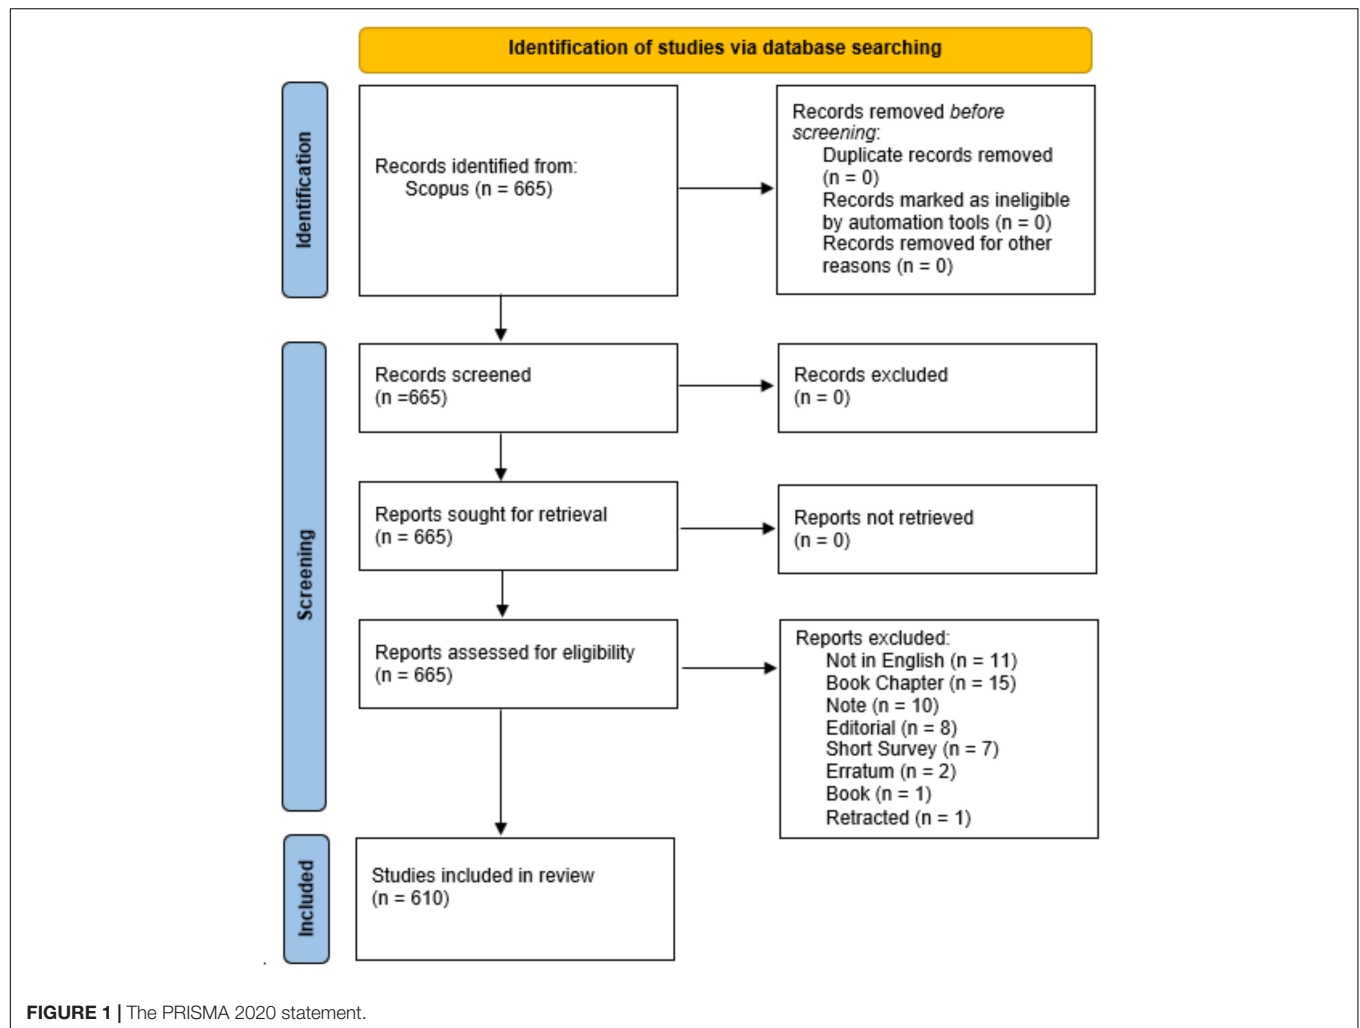 Identification of studies via database searching
Identification
Records identified from:
Scopus (n = 665)
Records removed before
screening:
Duplicate records removed
(n = 0)
Records marked as ineligible
by automation tools (n = 0)
Records removed for other
reasons (n = 0)
Screening
Records screened
(n =665)
Records excluded
(n = 0)
Reports sought for retrieval
(n = 665)
Reports not retrieved
(n = 0)
Reports assessed for eligibility
(n = 665)
Reports excluded:
Not in English (n = 11)
Book Chapter (n = 15)
Note (n = 10)
Editorial (n = 8)
Short Survey (n = 7)
Erratum (n = 2)
Book (n = 1)
Retracted (n = 1)
Included
Studies included in review
(n = 610)
.
FIGURE 1 | The PRISMA 2020 statement.